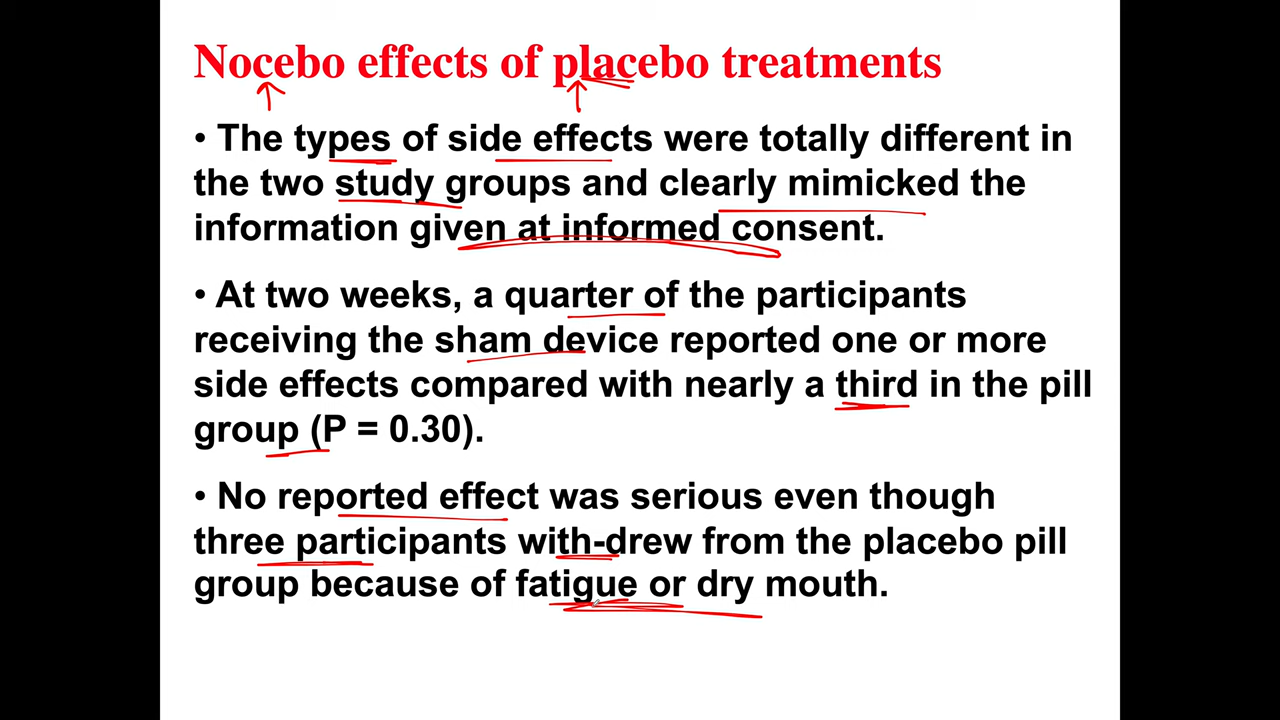 Nocebo effects of placebo treatments
• The types of side effects were totally different in
the two study groups and clearly mimicked the
information given at informed consent.
• At two weeks, a quarter of the participants
receiving the sham device reported one or more
side effects compared with nearly a third in the pill
group (P = 0.30).
• No reported effect was serious even though
three participants with-drew from the placebo pill
group because of fatigue or dry mouth.